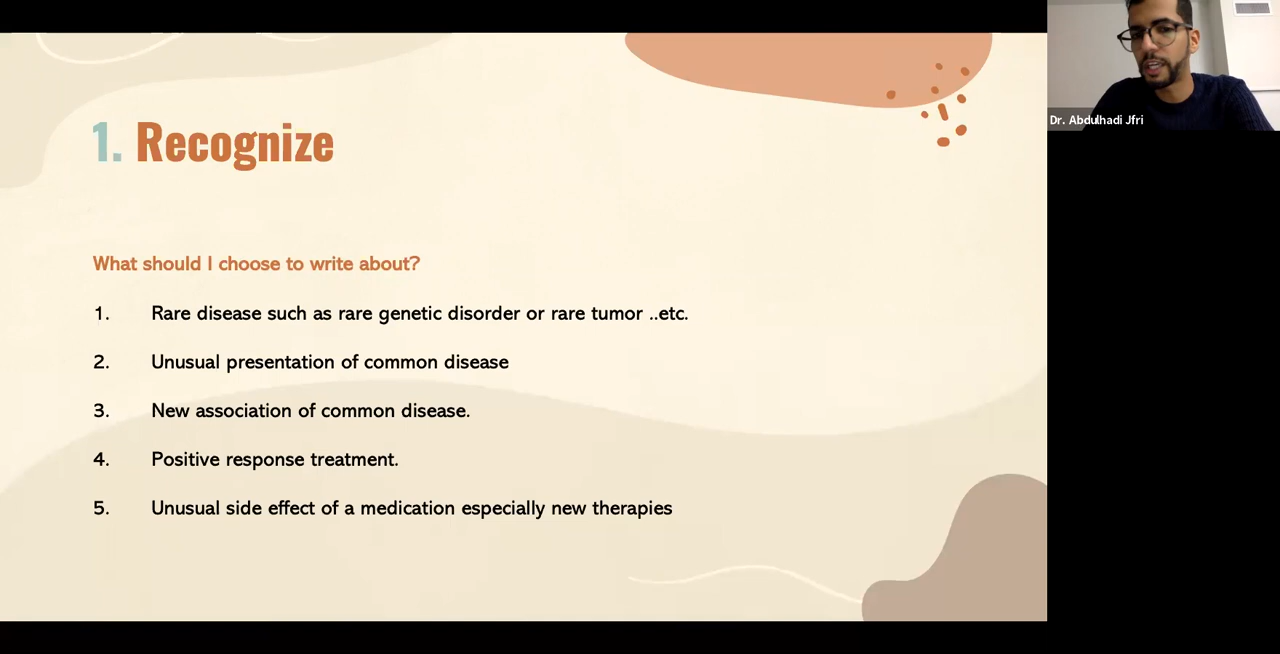 1. Recognize
What should I choose to write about?
1. Rare disease such as rare genetic disorder or rare tumor ..etc.
2. Unusual presentation of common disease
3. New association of common disease.
4. Positive response treatment.
5. Unusual side effect of a medication especially new therapies
Dr. Abdulhadi Jfri